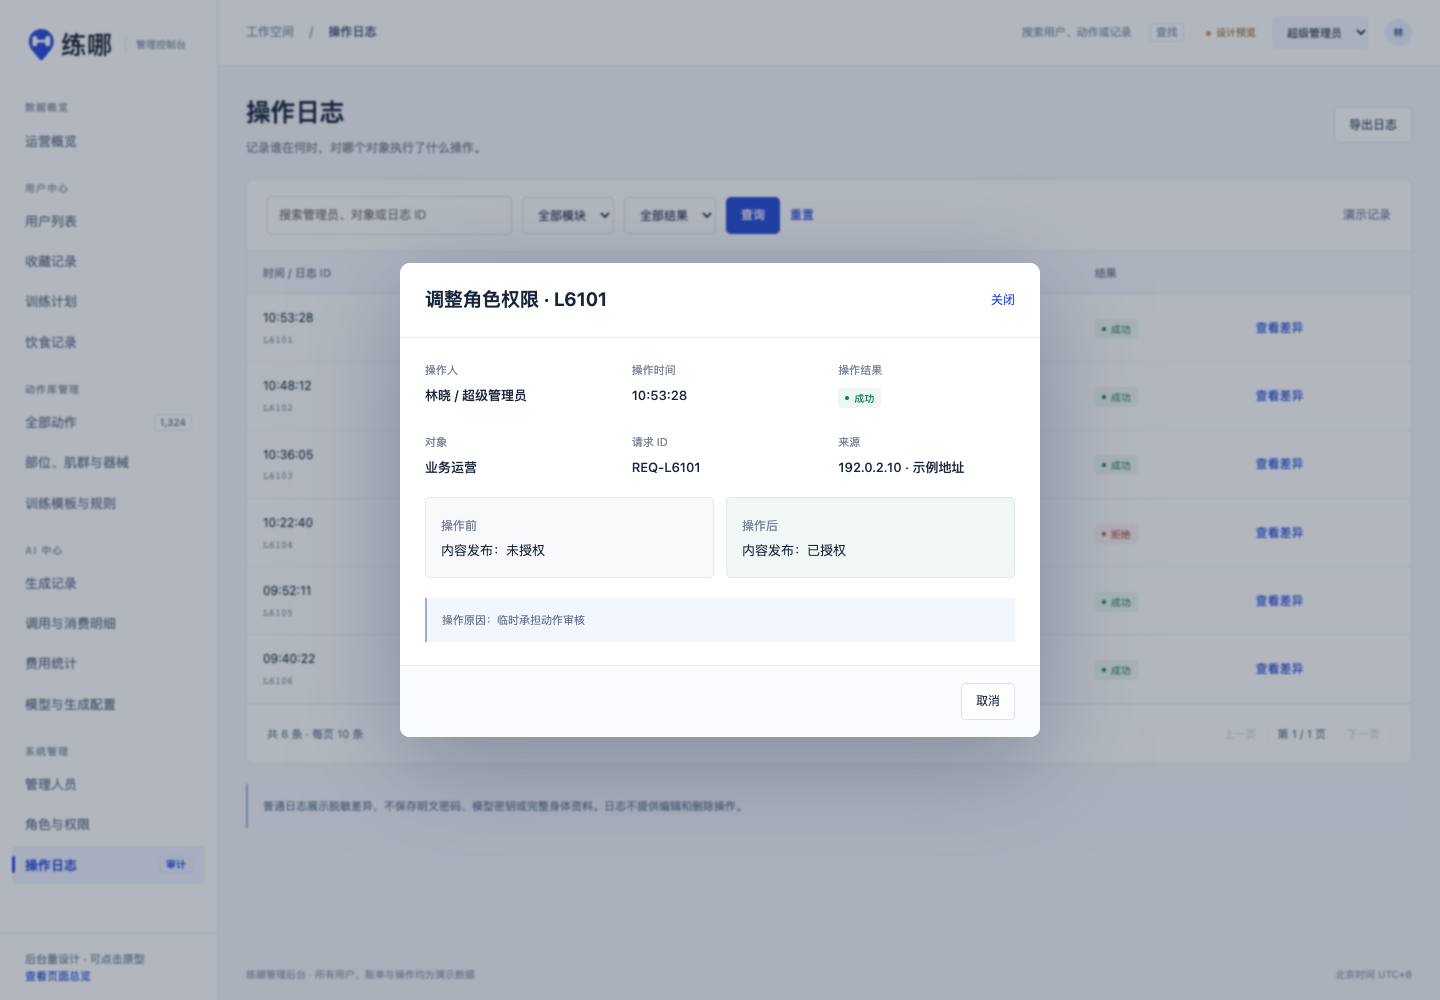 练哪 管理控制台
工作空间 / 操作日志
搜索用户、动作或记录 查找
设计预览
超级管理员
林
数据概览
运营概览
用户中心
用户列表
收藏记录
训练计划
饮食记录
动作库管理
全部动作 1,324
部位、肌群与器械
训练模板与规则
AI 中心
生成记录
调用与消费明细
费用统计
模型与生成配置
系统管理
管理人员
角色与权限
操作日志 审计
后台重设计 · 可点击原型
查看页面总览
操作日志
记录谁在何时，对哪个对象执行了什么操作。
导出日志
搜索管理员、对象或日志 ID
全部模块
全部结果
查询
重置
演示记录
时间 / 日志 ID 结果
10:53:28 成功 查看差异
L6101
10:48:12 成功 查看差异
L6102
10:36:05 成功 查看差异
L6103
10:22:40 拒绝 查看差异
L6104
09:52:11 成功 查看差异
L6105
09:40:22 成功 查看差异
L6106
共 6 条 · 每页 10 条
上一页 第 1 / 1 页 下一页
普通日志展示脱敏差异，不保存明文密码、模型密钥或完整身体资料。日志不提供编辑和删除操作。
练哪管理后台 · 所有用户、账单与操作均为演示数据
北京时间 UTC+8
调整角色权限 · L6101
关闭
操作人 操作时间 操作结果
林晓 / 超级管理员 10:53:28 成功
对象 请求 ID 来源
业务运营 REQ-L6101 192.0.2.10 · 示例地址
操作前
内容发布：未授权
操作后
内容发布：已授权
操作原因：临时承担动作审核
取消